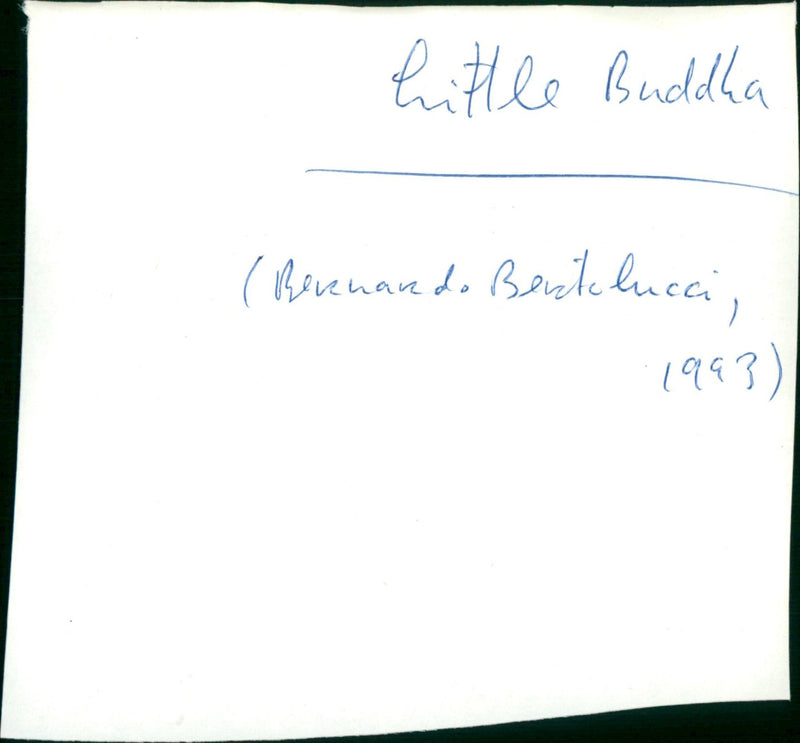 Little Buddha
(Bernardo Bertolucci,
1993)